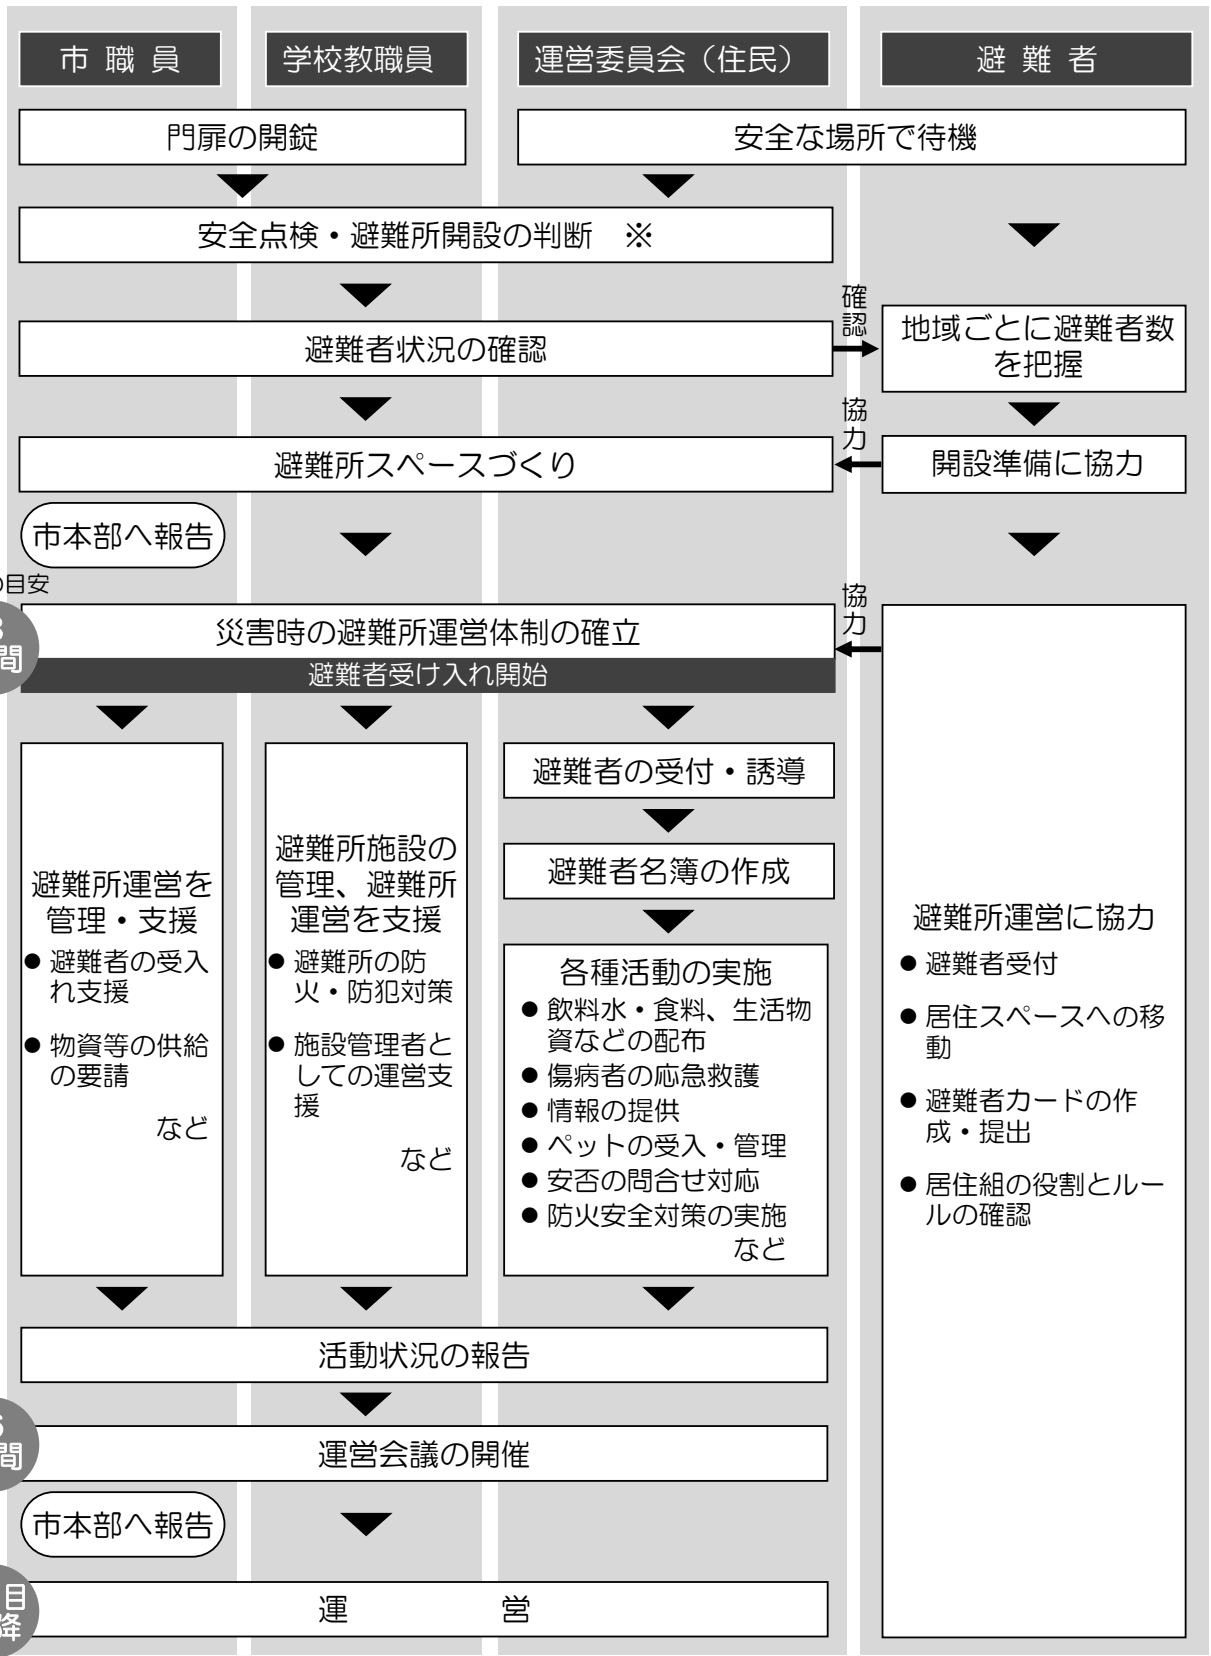 市 職 員
学校教職員
運営委員会（住民）
避 難 者
門扉の開錠
安全な場所で待機
安全点検・避難所開設の判断　※
避難者状況の確認
確認
地域ごとに避難者数
を把握
避難所スペースづくり
協力
開設準備に協力
市本部へ報告
の目安
間
災害時の避難所運営体制の確立
避難者受け入れ開始
協力
避難所運営を
管理・支援
● 避難者の受入
れ支援
● 物資等の供給
の要請
など
避難所施設の
管理、避難所
運営を支援
● 避難所の防
火・防犯対策
● 施設管理者と
しての運営支
援
など
避難者の受付・誘導
避難者名簿の作成
各種活動の実施
● 飲料水・食料、生活物
資などの配布
● 傷病者の応急救護
● 情報の提供
● ペットの受入・管理
● 安否の問合せ対応
● 防火安全対策の実施
など
避難所運営に協力
● 避難者受付
● 居住スペースへの移
動
● 避難者カードの作
成・提出
● 居住組の役割とルー
ルの確認
活動状況の報告
間
運営会議の開催
市本部へ報告
目
降
運　　　　　営